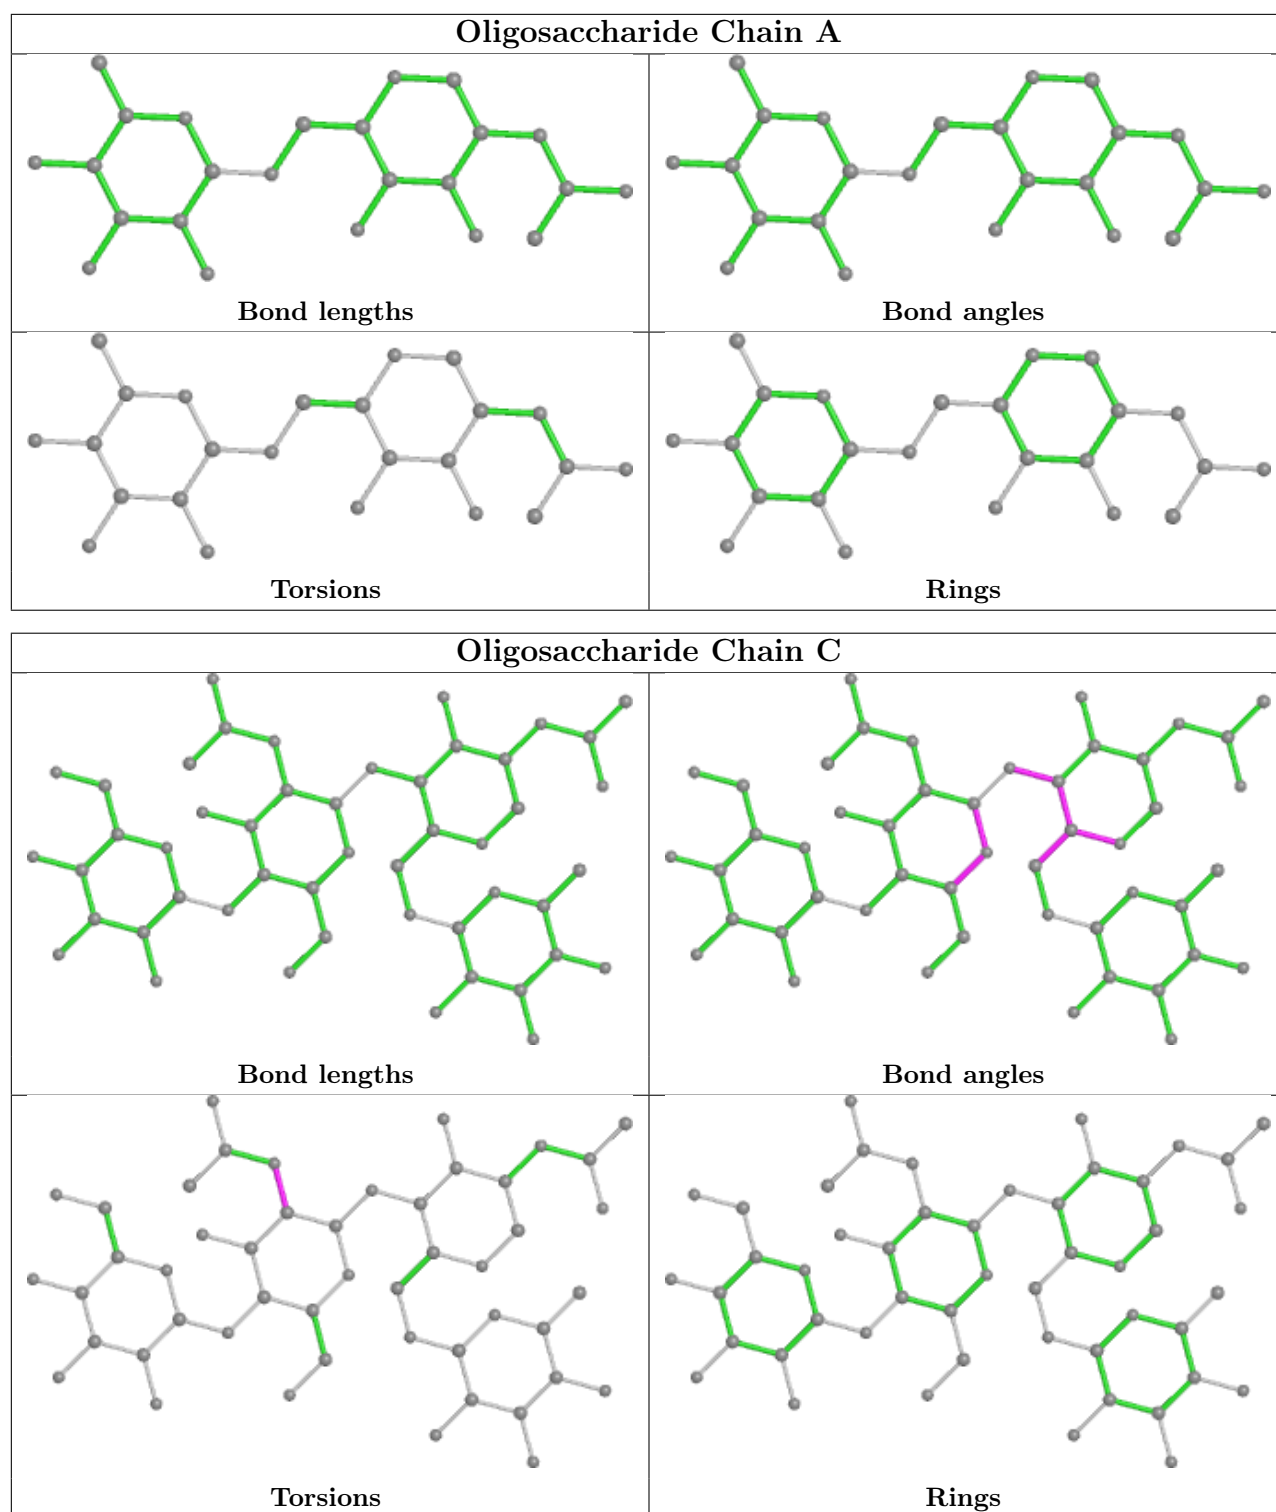 Oligosaccharide Chain A
Bond lengths
Bond angles
Torsions
Rings
Oligosaccharide Chain C
Bond lengths
Bond angles
Torsions
Rings